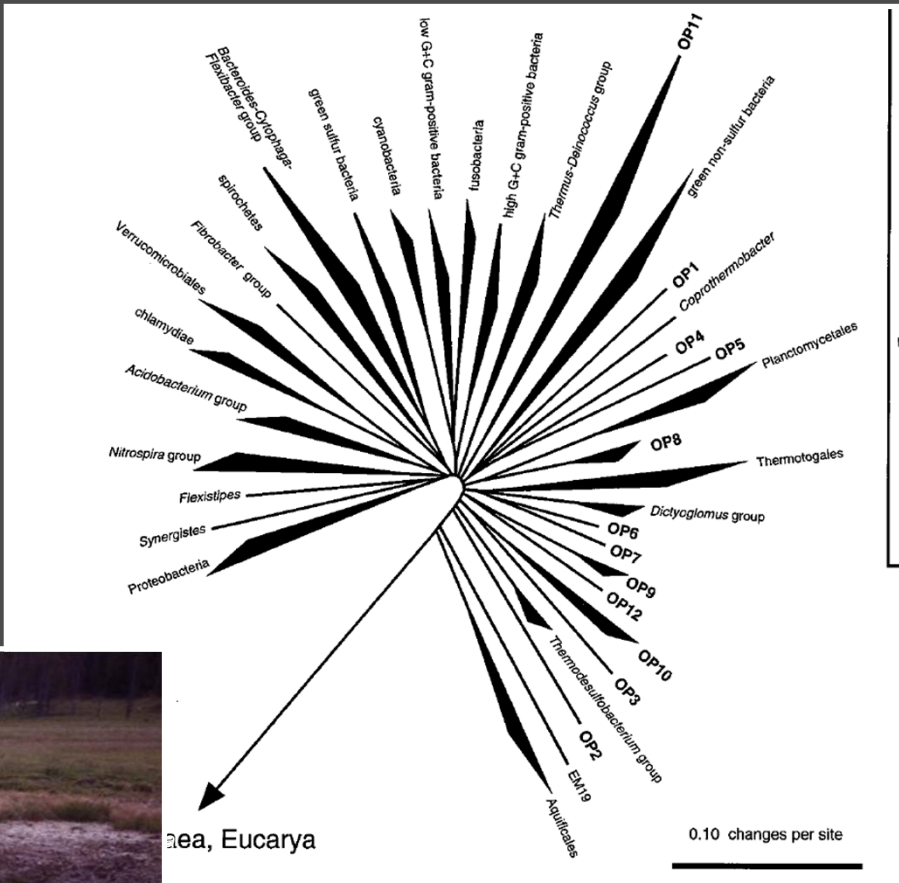 Bacteroides-Cytophaga-
Flexibacter group
green sulfur bacteria
cyanobacteria
low G+C gram-positive bacteria
fusobacteria
high G+C gram-positive bacteria
Thermus-Deinococcus group
OP11
green non-sulfur bacteria
spirochetes
Fibrobacter group
Verrucomicrobiales
chlamydiae
Acidobacterium group
Nitrospira group
Flexistipes
Synergistes
Proteobacteria
OP1
Coprothermobacter
OP4
OP5
Planctomycetales
OP8
Thermotogales
Dictyoglomus group
OP6
OP7
OP9
OP12
OP10
OP3
Thermodesulfobacterium group
OP2
EM19
Aquificales
aea, Eucarya
0.10 changes per site